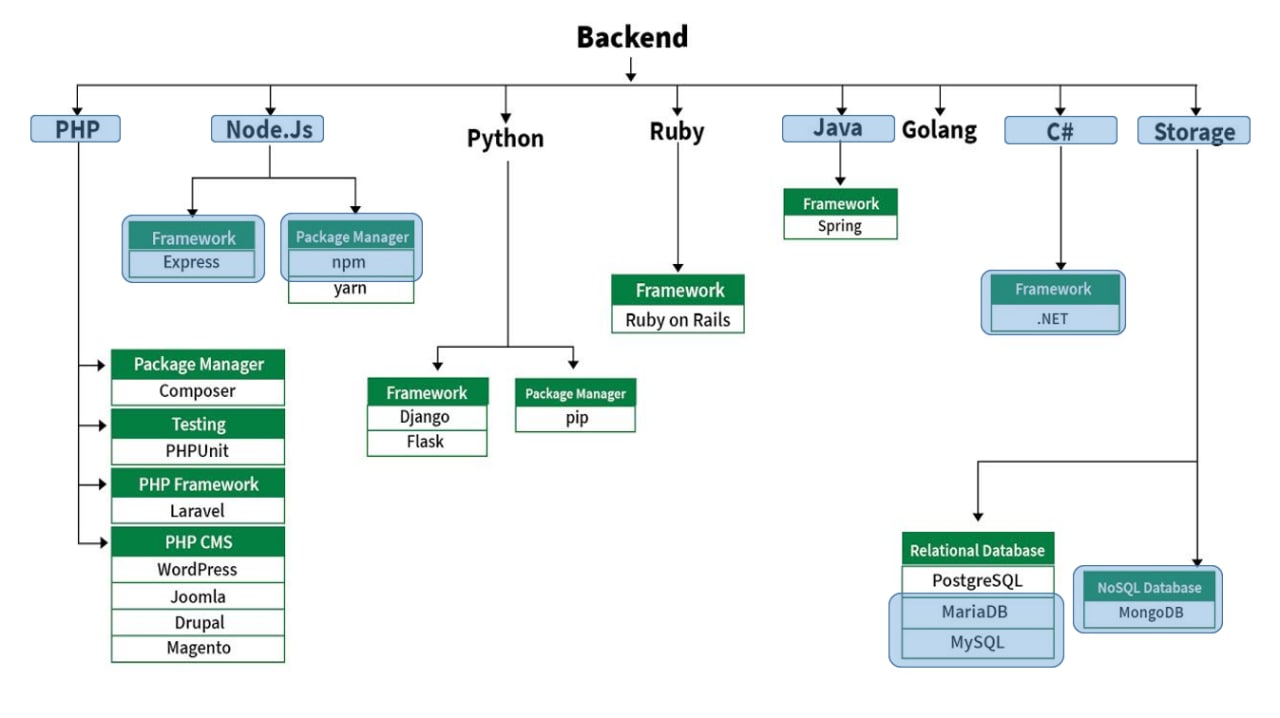 Backend
PHP
Node.Js
Python
Ruby
Java
Golang
C#
Storage
Framework
Express
Package Manager
npm
yarn
Framework
Spring
Framework
Ruby on Rails
Framework
.NET
Package Manager
Composer
Testing
PHPUnit
PHP Framework
Laravel
PHP CMS
WordPress
Joomla
Drupal
Magento
Framework
Django
Flask
Package Manager
pip
Relational Database
PostgreSQL
MariaDB
MySQL
NoSQL Database
MongoDB